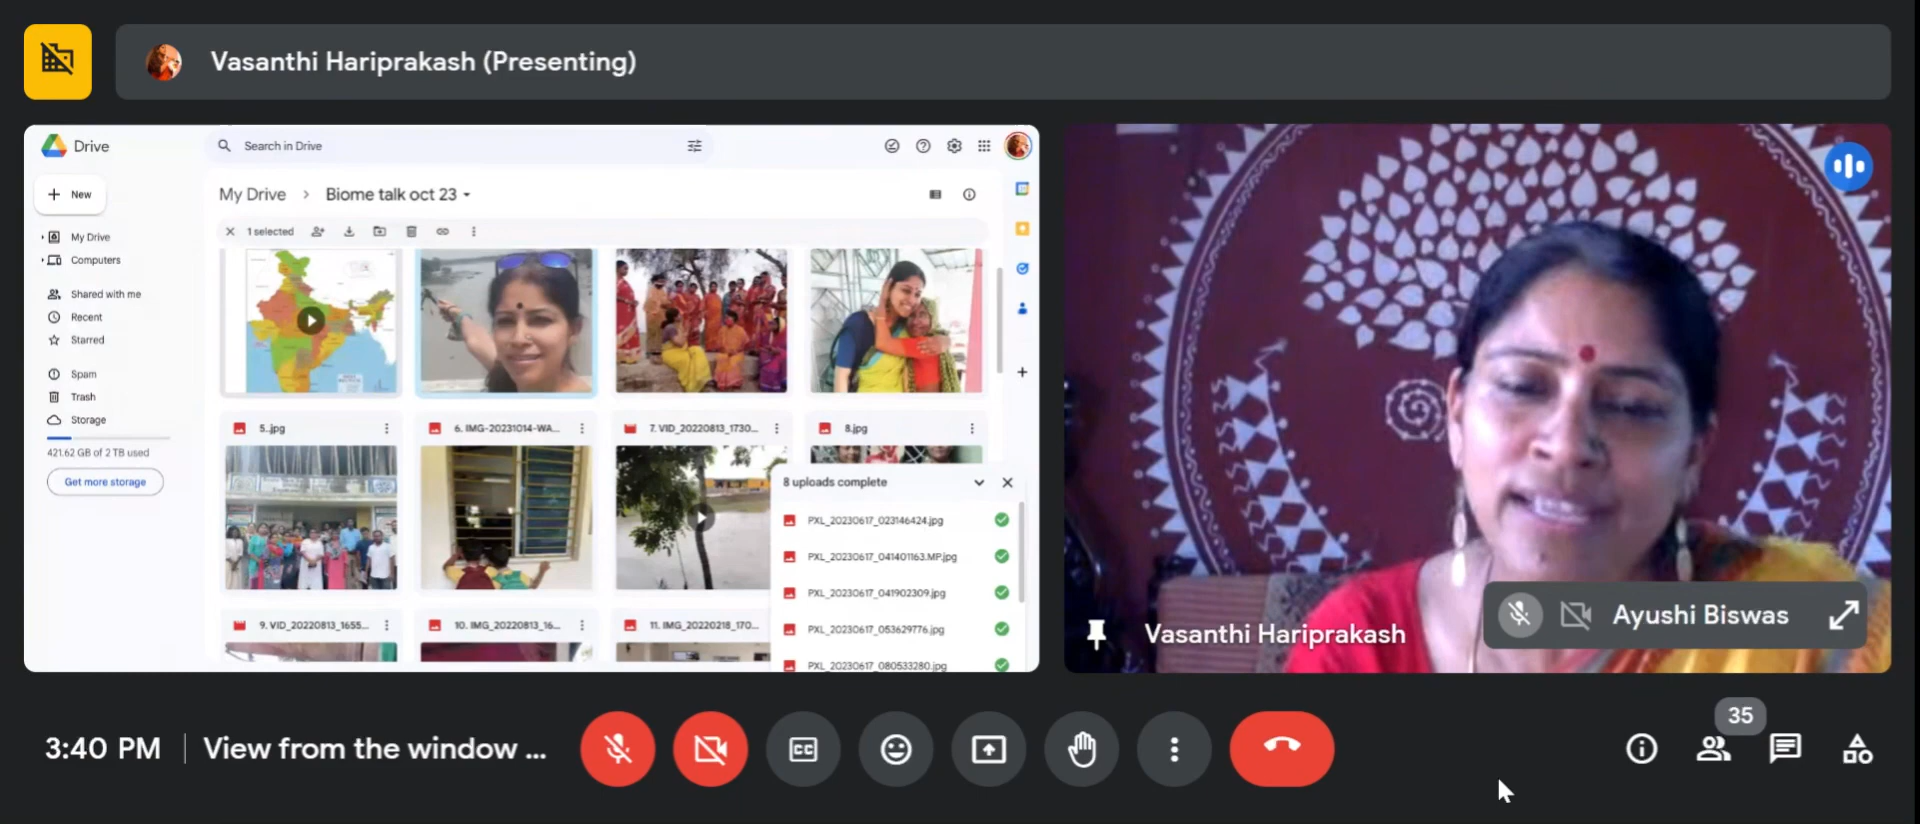 Vasanthi Hariprakash (Presenting)
Drive
Search in Drive
New
My Drive
Computers
Shared with me
Recent
Starred
Spam
Trash
Storage
421.62 GB of 2 TB used
Get more storage
My Drive > Biome talk oct 23
1 selected
5..jpg
6. IMG-20231014-WA...
7. VID_20220813_1730...
8.jpg
9. VID_20220813_1655...
10. IMG_20220813_16...
11. IMG_20220218_170...
8 uploads complete
PXL_20230617_023146424.jpg
PXL_20230617_041401163.MP.jpg
PXL_20230617_041902309.jpg
PXL_20230617_053629776.jpg
PXL_20230617_080533280.jpg
Vasanthi Hariprakash
Ayushi Biswas
3:40 PM | View from the window ...
CC
35